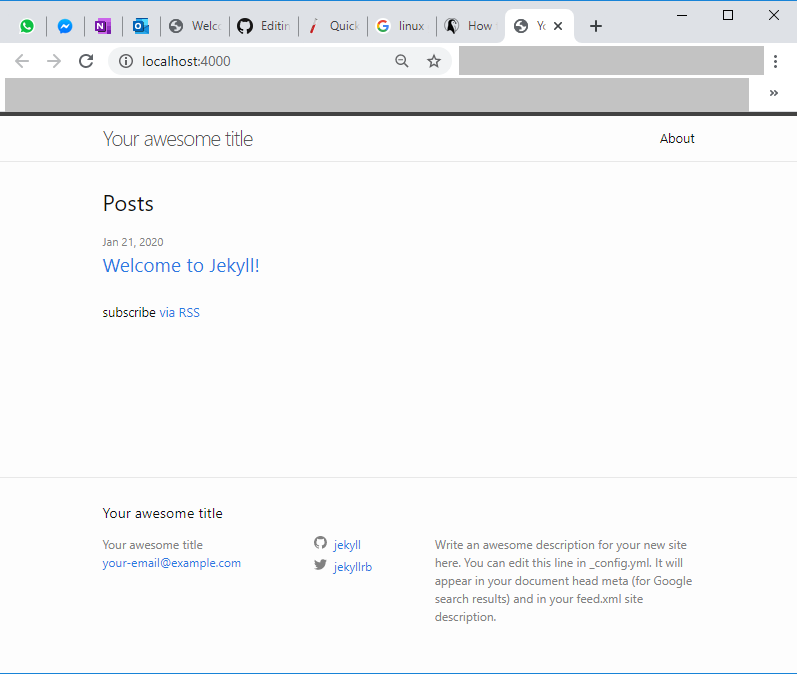 Welc
Editin
Quick
linux
How
Yo
localhost:4000
Your awesome title
About
Posts
Jan 21, 2020
Welcome to Jekyll!
subscribe via RSS
Your awesome title
Your awesome title
your-email@example.com
jekyll
jekyllrb
Write an awesome description for your new site
here. You can edit this line in _config.yml. It will
appear in your document head meta (for Google
search results) and in your feed.xml site
description.